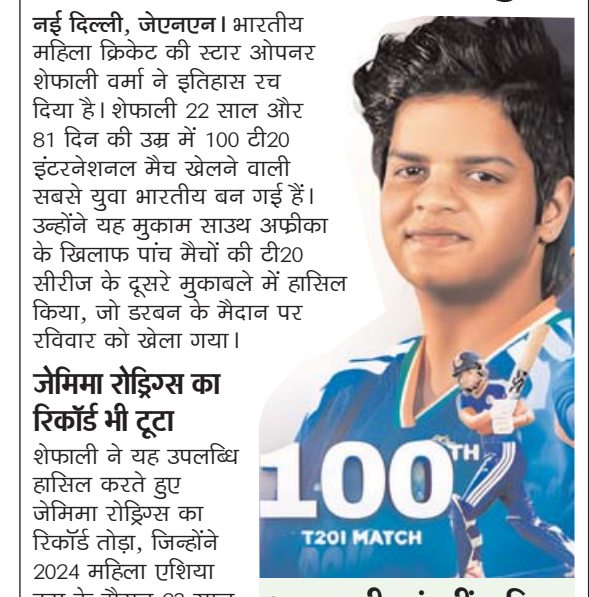 नई दिल्ली, जेएनएन। भारतीय
महिला क्रिकेट की स्टार ओपनर
शेफाली वर्मा ने इतिहास रच
दिया है। शेफाली 22 साल और
81 दिन की उम्र में 100 टी20
इंटरनेशनल मैच खेलने वाली
सबसे युवा भारतीय बन गई हैं।
उन्होंने यह मुकाम साउथ अफ्रीका
के खिलाफ पांच मैचों की टी20
सीरीज के दूसरे मुकाबले में हासिल
किया, जो डरबन के मैदान पर
रविवार को खेला गया।
जेमिमा रोड्रिग्स का
रिकॉर्ड भी टूटा
शेफाली ने यह उपलब्धि
हासिल करते हुए
जेमिमा रोड्रिग्स का
रिकॉर्ड तोड़ा, जिन्होंने
2024 महिला एशिया
100TH
T20I MATCH